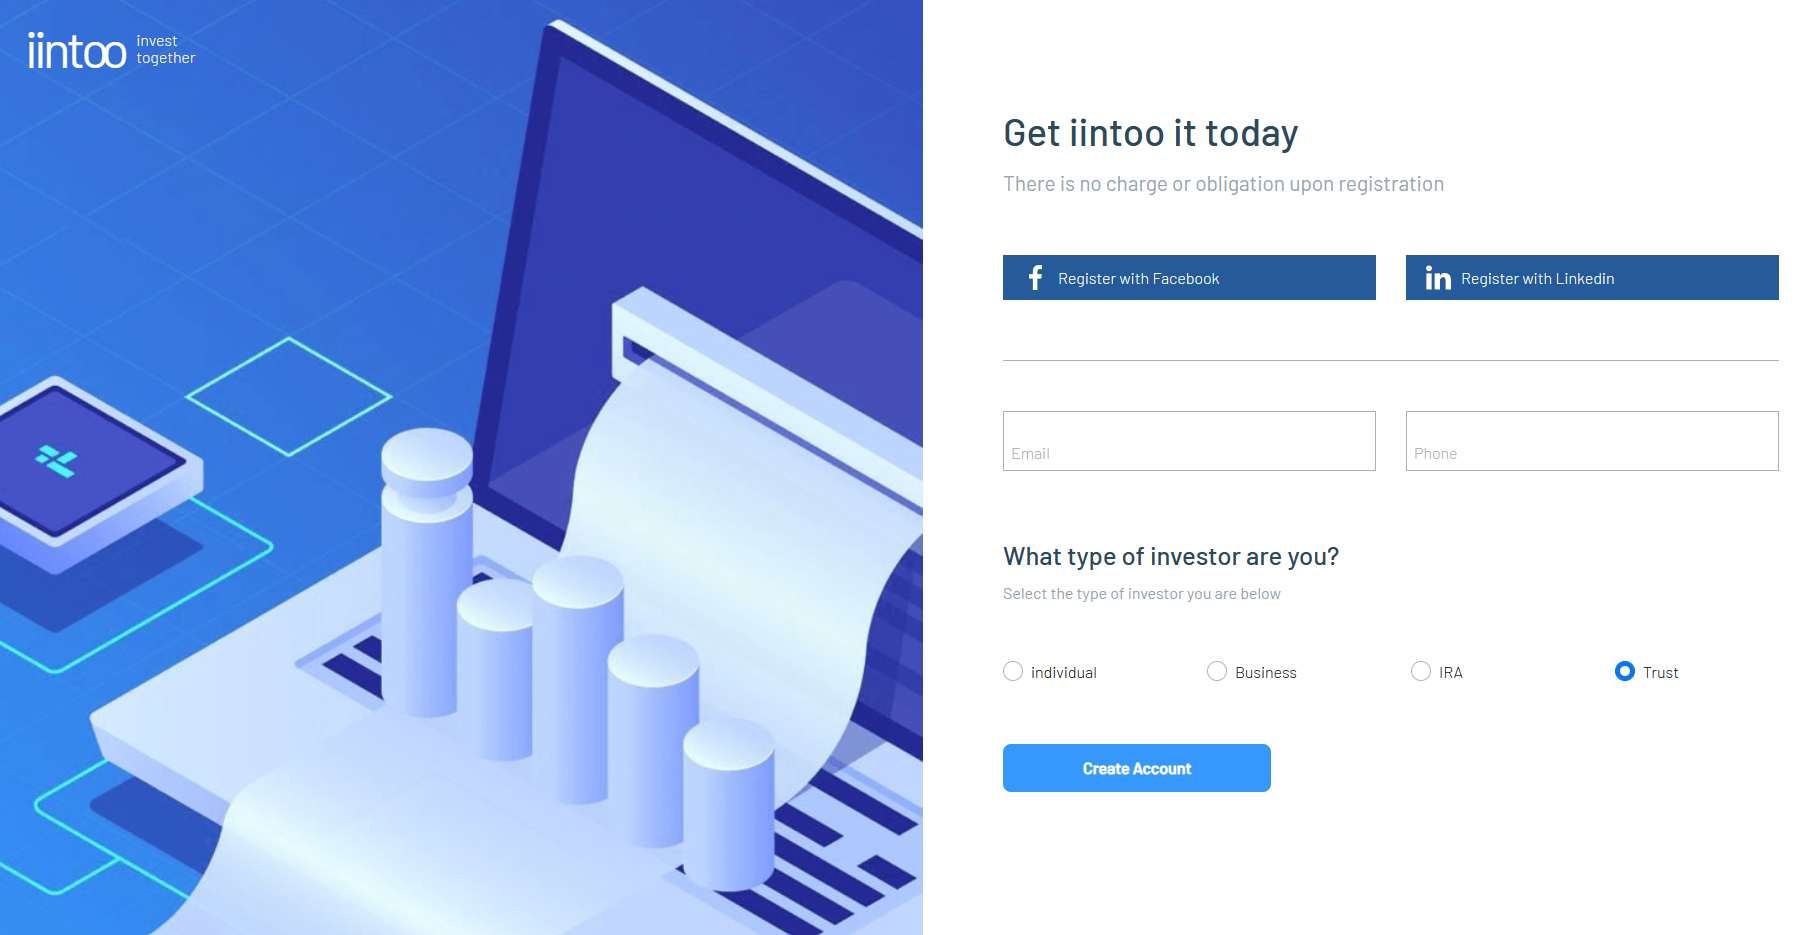 iintoo
invest
together
Get iintoo it today
There is no charge or obligation upon registration
Register with Facebook
Register with Linkedin
Email
Phone
What type of investor are you?
Select the type of investor you are below
individual
Business
IRA
Trust
Create Account